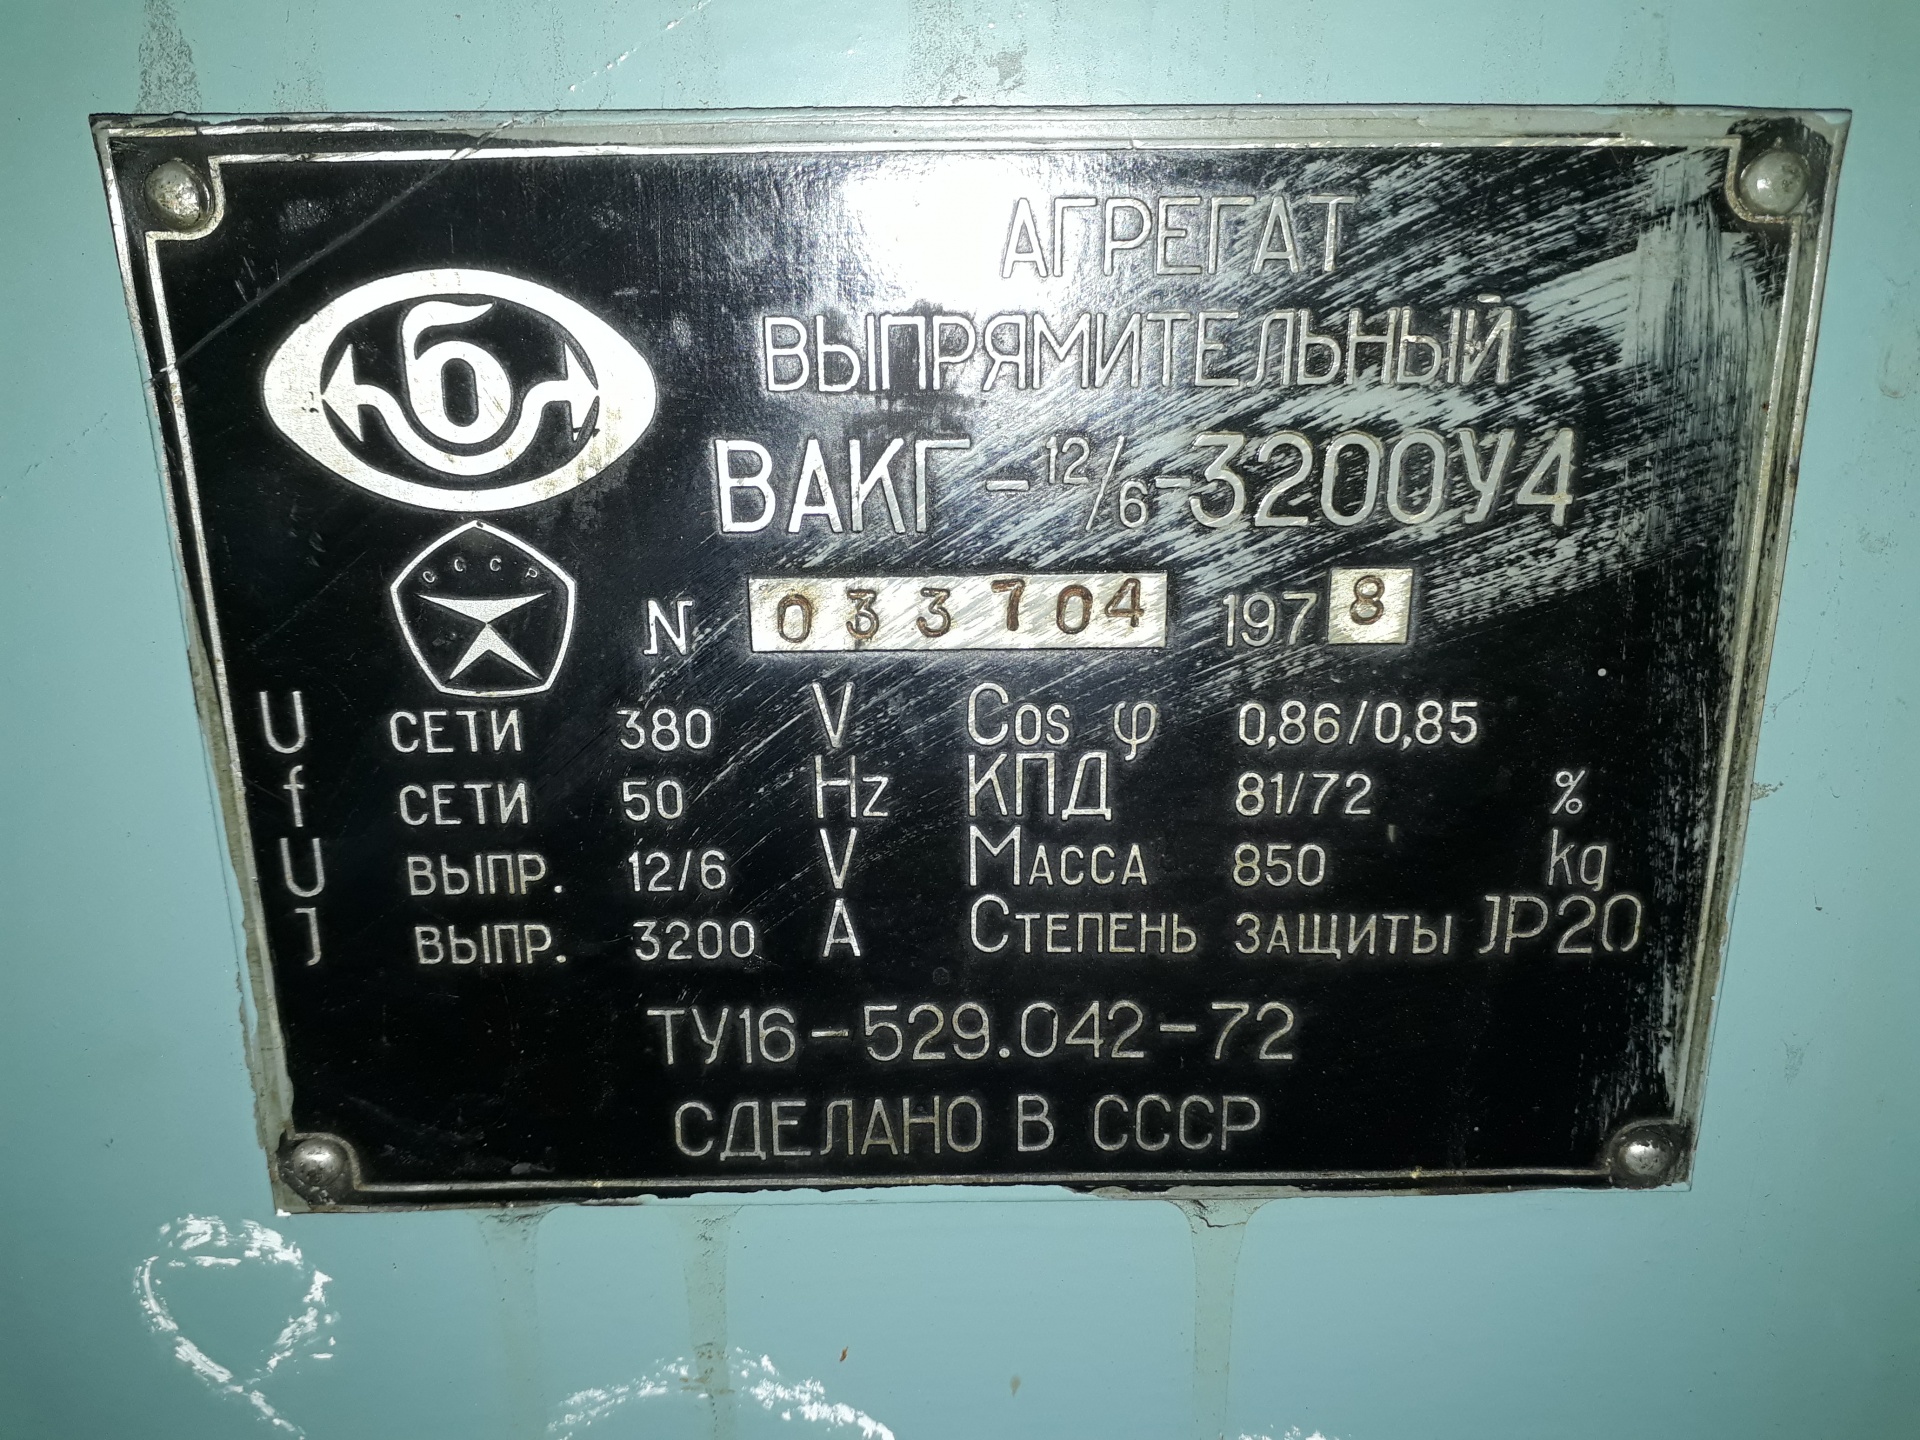 АГРЕГАТ
ВЫПРЯМИТЕЛЬНЫЙ
ВАКГ -12/6-3200У4
СССР
N 033704 1978
U СЕТИ 380 V Cos φ 0,86/0,85
f СЕТИ 50 Hz КПД 81/72 %
U ВЫПР. 12/6 V МАССА 850 kg
J ВЫПР. 3200 A СТЕПЕНЬ ЗАЩИТЫ JP20
ТУ16-529.042-72
СДЕЛАНО В СССР